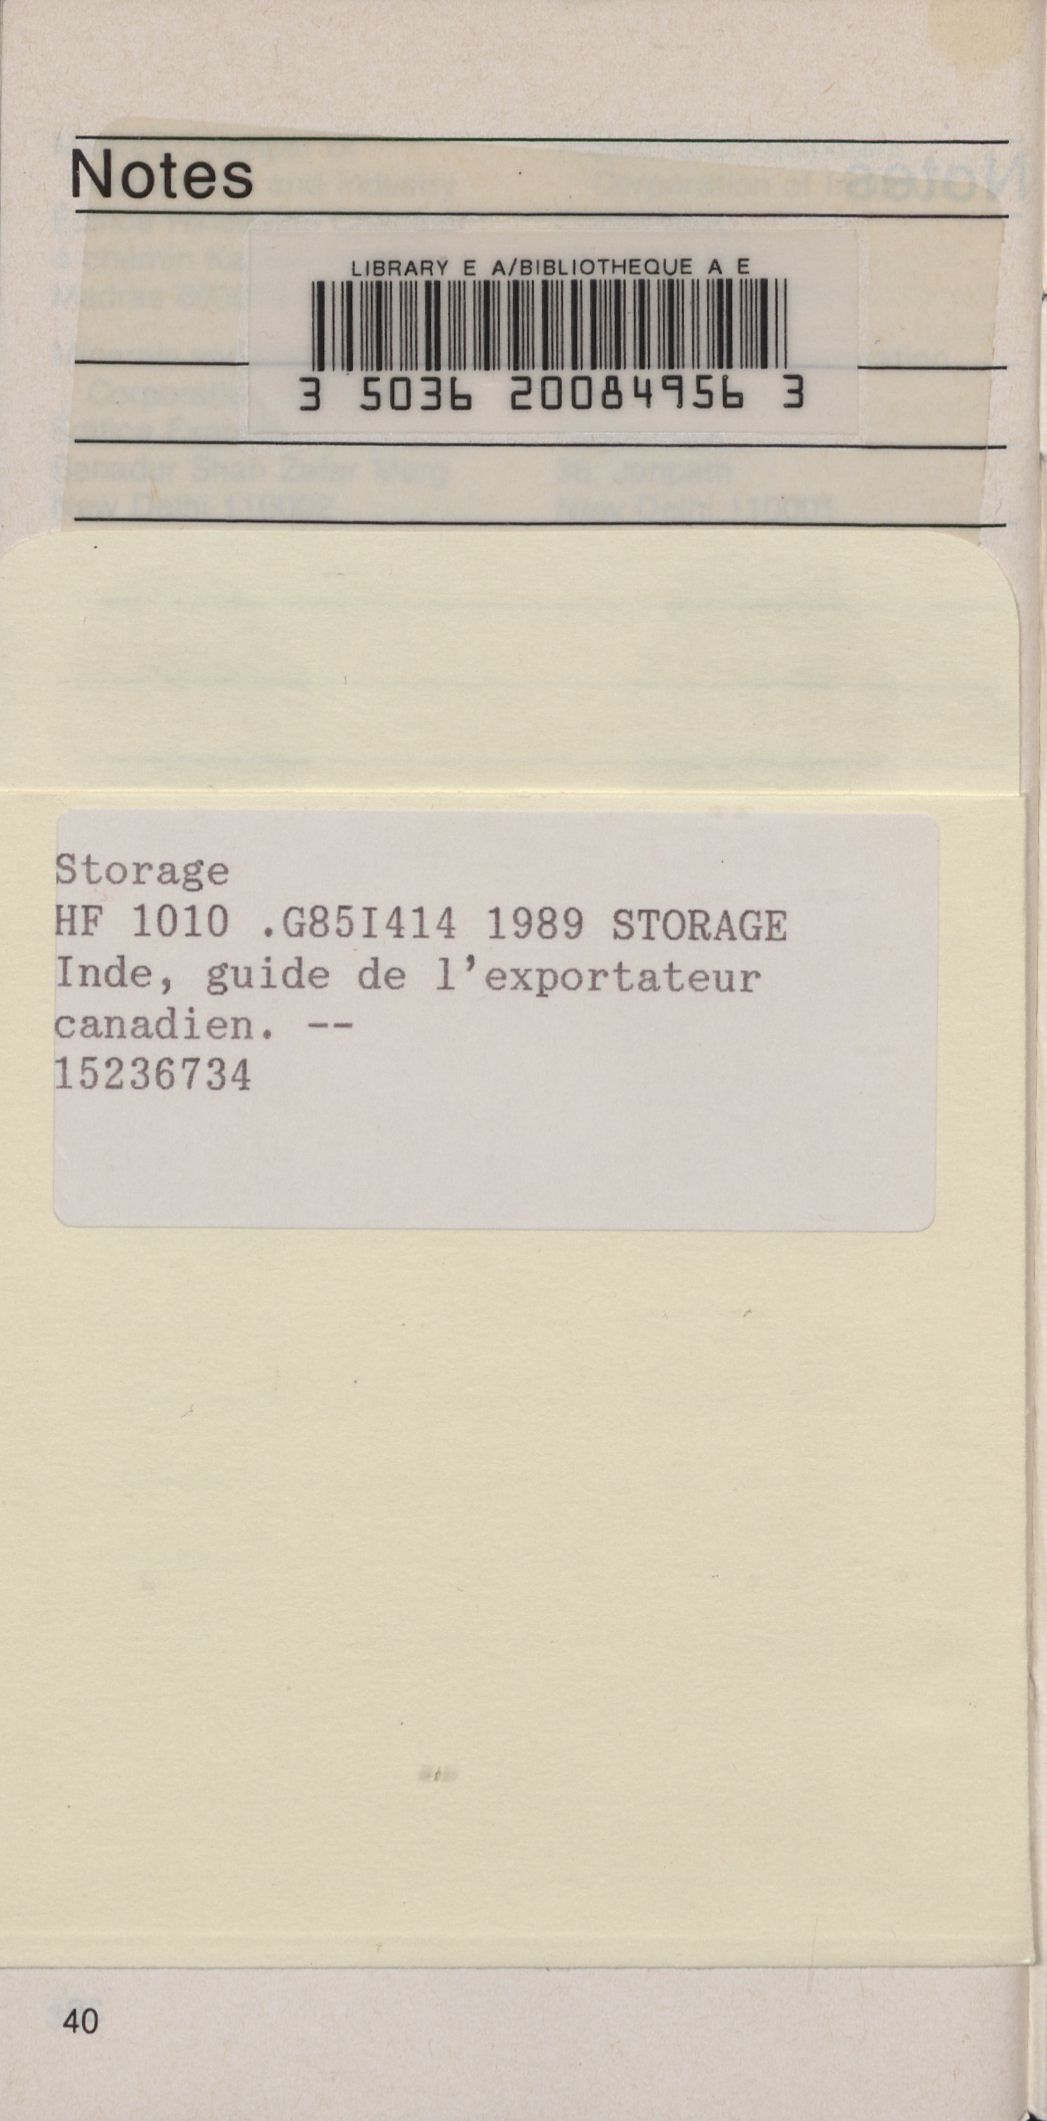 Notes
LIBRARY E A/BIBLIOTHEQUE A E
3 5036 20084956 3
Storage
HF 1010 .G85I414 1989 STORAGE
Inde, guide de l'exportateur
canadien. --
15236734
40